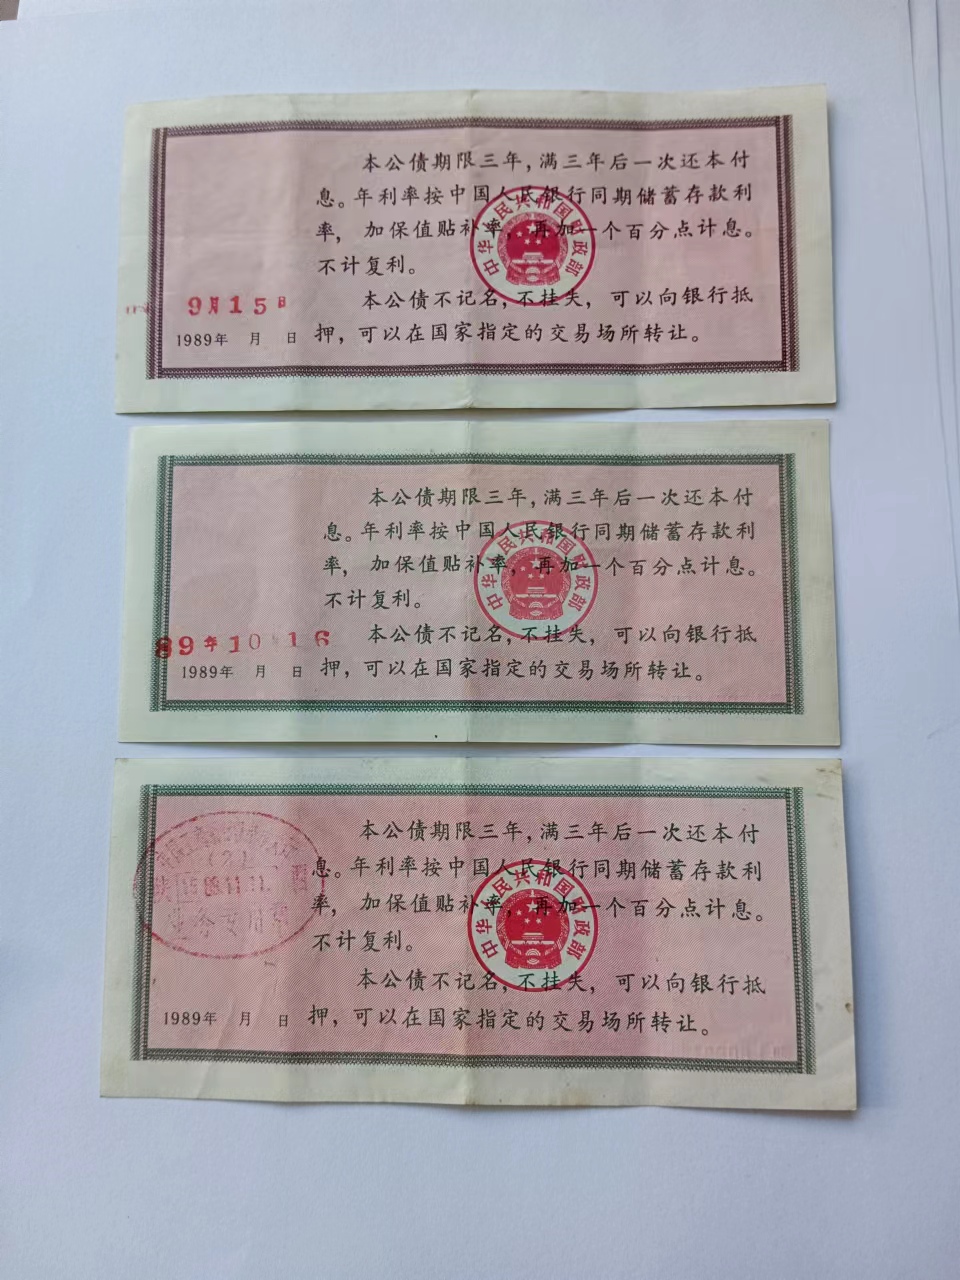 本公债期限三年，满三年后一次还本付
息。年利率按中国人民银行同期储蓄存款利
率，加保值贴补率，再加一个百分点计息。
不计复利。
本公债不记名，不挂失，可以向银行抵
押，可以在国家指定的交易场所转让。
中华人民共和国财政部
9月15日
1989年 月 日
本公债期限三年，满三年后一次还本付
息。年利率按中国人民银行同期储蓄存款利
率，加保值贴补率，再加一个百分点计息。
不计复利。
本公债不记名，不挂失，可以向银行抵
押，可以在国家指定的交易场所转让。
中华人民共和国财政部
89年10 16
1989年 月 日
本公债期限三年，满三年后一次还本付
息。年利率按中国人民银行同期储蓄存款利
率，加保值贴补率，再加一个百分点计息。
不计复利。
本公债不记名，不挂失，可以向银行抵
押，可以在国家指定的交易场所转让。
中华人民共和国财政部
(7)
业务专用章
1989年 月 日